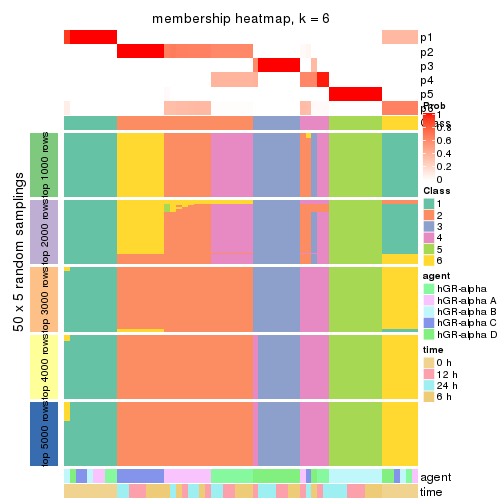 membership heatmap, k = 6
p1
p2
p3
p4
p5
Prob
1
0.8
0.6
0.4
0.2
0
Class
1
2
3
4
5
6
agent
hGR-alpha
hGR-alpha A
hGR-alpha B
hGR-alpha C
hGR-alpha D
time
0 h
12 h
24 h
6 h
50 x 5 random samplings
top 1000 rows
top 2000 rows
top 3000 rows
top 4000 rows
top 5000 rows
agent
time